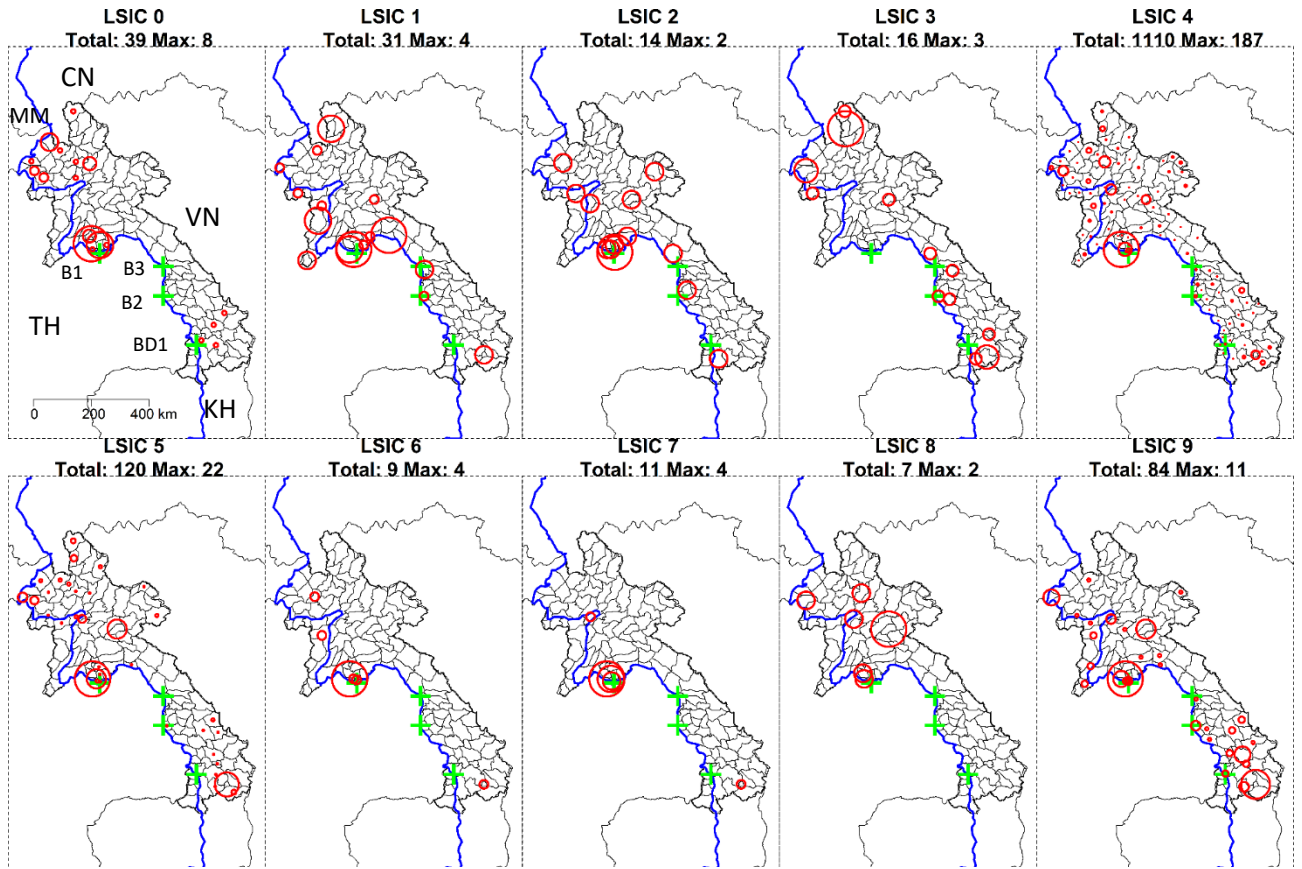 LSIC 0
Total: 39 Max: 8
LSIC 1
Total: 31 Max: 4
LSIC 2
Total: 14 Max: 2
LSIC 3
Total: 16 Max: 3
LSIC 4
Total: 1110 Max: 187
CN
MM
VN
B1
B3
B2
TH
BD1
KH
0 200 400 km
LSIC 5
Total: 120 Max: 22
LSIC 6
Total: 9 Max: 4
LSIC 7
Total: 11 Max: 4
LSIC 8
Total: 7 Max: 2
LSIC 9
Total: 84 Max: 11